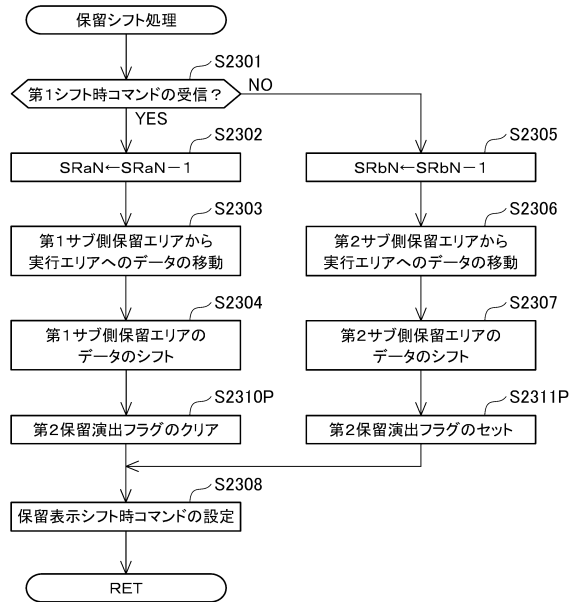 保留シフト処理
S2301
第1シフト時コマンドの受信？
NO
YES
S2302
SRaN←SRaN－1
S2305
SRbN←SRbN－1
S2303
第1サブ側保留エリアから
実行エリアへのデータの移動
S2306
第2サブ側保留エリアから
実行エリアへのデータの移動
S2304
第1サブ側保留エリアの
データのシフト
S2307
第2サブ側保留エリアの
データのシフト
S2310P
第2保留演出フラグのクリア
S2311P
第2保留演出フラグのセット
S2308
保留表示シフト時コマンドの設定
RET